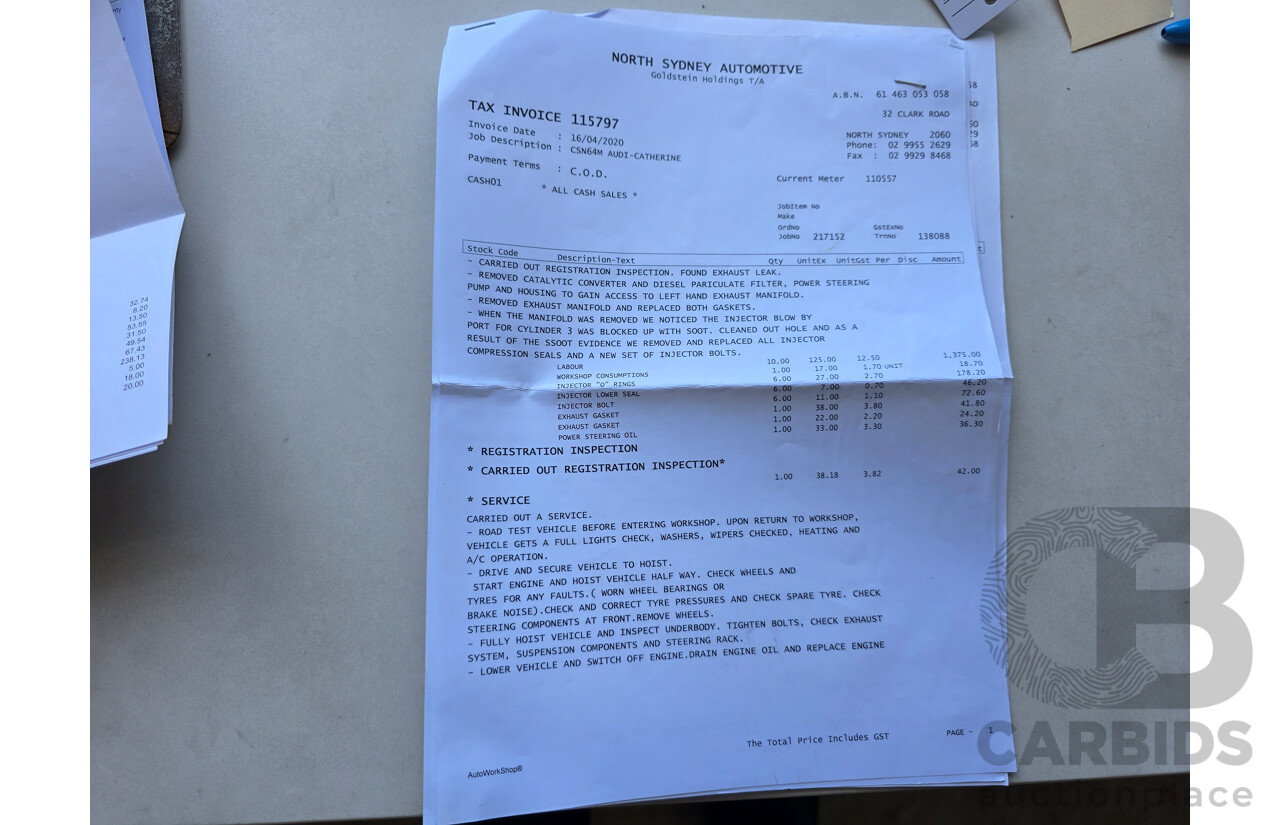 NORTH SYDNEY AUTOMOTIVE
Goldstein Holdings T/A
A.B.N. 61 463 053 058
32 CLARK ROAD
NORTH SYDNEY 2060
Phone: 02 9955 2629
Fax : 02 9929 8468
TAX INVOICE 115797
Invoice Date : 16/04/2020
Job Description : CSN64M AUDI-CATHERINE
Payment Terms : C.O.D.
CASH01 * ALL CASH SALES *
Current Meter 110557
JobItem No
Make
OrdNo GstExNo
JobNo 217152 TrnNo 138088
Stock Code Description-Text Qty UnitEx UnitGst Per Disc Amount
- CARRIED OUT REGISTRATION INSPECTION. FOUND EXHAUST LEAK.
- REMOVED CATALYTIC CONVERTER AND DIESEL PARICULATE FILTER, POWER STEERING
PUMP AND HOUSING TO GAIN ACCESS TO LEFT HAND EXHAUST MANIFOLD.
- REMOVED EXHAUST MANIFOLD AND REPLACED BOTH GASKETS.
- WHEN THE MANIFOLD WAS REMOVED WE NOTICED THE INJECTOR BLOW BY
PORT FOR CYLINDER 3 WAS BLOCKED UP WITH SOOT. CLEANED OUT HOLE AND AS A
RESULT OF THE SSOOT EVIDENCE WE REMOVED AND REPLACED ALL INJECTOR
COMPRESSION SEALS AND A NEW SET OF INJECTOR BOLTS.
LABOUR 10.00 125.00 12.50 1,375.00
WORKSHOP CONSUMPTIONS 1.00 17.00 1.70 UNIT 18.70
INJECTOR "O" RINGS 6.00 27.00 2.70 178.20
INJECTOR LOWER SEAL 6.00 7.00 0.70 46.20
INJECTOR BOLT 6.00 11.00 1.10 72.60
EXHAUST GASKET 1.00 38.00 3.80 41.80
EXHAUST GASKET 1.00 22.00 2.20 24.20
POWER STEERING OIL 1.00 33.00 3.30 36.30
* REGISTRATION INSPECTION
* CARRIED OUT REGISTRATION INSPECTION*
1.00 38.18 3.82 42.00
* SERVICE
CARRIED OUT A SERVICE.
- ROAD TEST VEHICLE BEFORE ENTERING WORKSHOP. UPON RETURN TO WORKSHOP,
VEHICLE GETS A FULL LIGHTS CHECK, WASHERS, WIPERS CHECKED, HEATING AND
A/C OPERATION.
- DRIVE AND SECURE VEHICLE TO HOIST.
START ENGINE AND HOIST VEHICLE HALF WAY. CHECK WHEELS AND
TYRES FOR ANY FAULTS.( WORN WHEEL BEARINGS OR
BRAKE NOISE).CHECK AND CORRECT TYRE PRESSURES AND CHECK SPARE TYRE. CHECK
STEERING COMPONENTS AT FRONT.REMOVE WHEELS.
- FULLY HOIST VEHICLE AND INSPECT UNDERBODY. TIGHTEN BOLTS, CHECK EXHAUST
SYSTEM, SUSPENSION COMPONENTS AND STEERING RACK.
- LOWER VEHICLE AND SWITCH OFF ENGINE.DRAIN ENGINE OIL AND REPLACE ENGINE
The Total Price Includes GST PAGE - 1
AutoWorkShop®
32.74
8.20
13.50
53.55
31.50
49.54
67.43
238.13
5.00
18.00
20.00
CB
CARBIDS
auctionplace